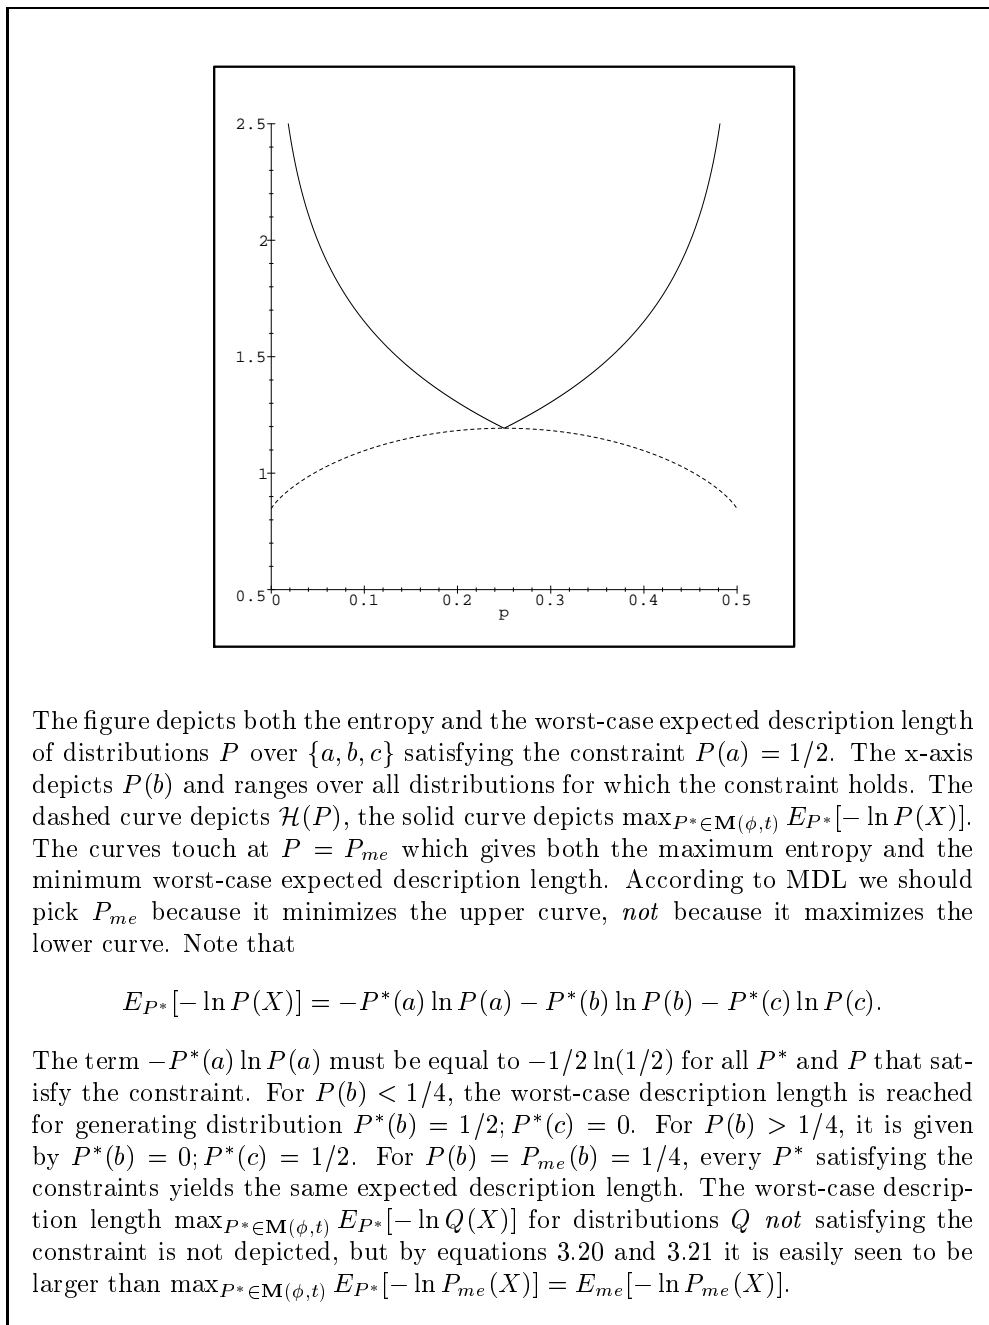 2.5
2
1.5
1
0.5
0 0.1 0.2 0.3 0.4 0.5
p
The figure depicts both the entropy and the worst-case expected description length
of distributions P over {a, b, c} satisfying the constraint P(a) = 1/2. The x-axis
depicts P(b) and ranges over all distributions for which the constraint holds. The
dashed curve depicts ℋ(P), the solid curve depicts max_{P*∈M(ϕ,t)} E_{P*}[− ln P(X)].
The curves touch at P = P_{me} which gives both the maximum entropy and the
minimum worst-case expected description length. According to MDL we should
pick P_{me} because it minimizes the upper curve, not because it maximizes the
lower curve. Note that
E_{P*}[− ln P(X)] = −P*(a) ln P(a) − P*(b) ln P(b) − P*(c) ln P(c).
The term −P*(a) ln P(a) must be equal to −1/2 ln(1/2) for all P* and P that sat-
isfy the constraint. For P(b) < 1/4, the worst-case description length is reached
for generating distribution P*(b) = 1/2; P*(c) = 0. For P(b) > 1/4, it is given
by P*(b) = 0; P*(c) = 1/2. For P(b) = P_{me}(b) = 1/4, every P* satisfying the
constraints yields the same expected description length. The worst-case descrip-
tion length max_{P*∈M(ϕ,t)} E_{P*}[− ln Q(X)] for distributions Q not satisfying the
constraint is not depicted, but by equations 3.20 and 3.21 it is easily seen to be
larger than max_{P*∈M(ϕ,t)} E_{P*}[− ln P_{me}(X)] = E_{me}[− ln P_{me}(X)].